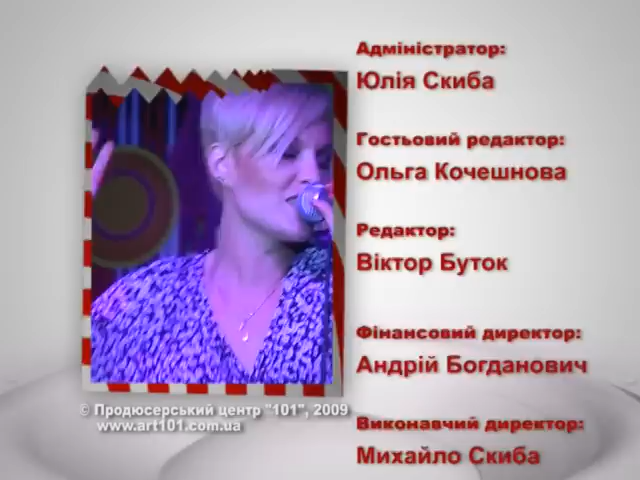 Адміністратор:
Юлія Скиба
Гостьовий редактор:
Ольга Кочешнова
Редактор:
Віктор Буток
Фінансовий директор:
Андрій Богданович
Виконавчий директор:
Михайло Скиба
© Продюсерський центр "101", 2009
www.art101.com.ua